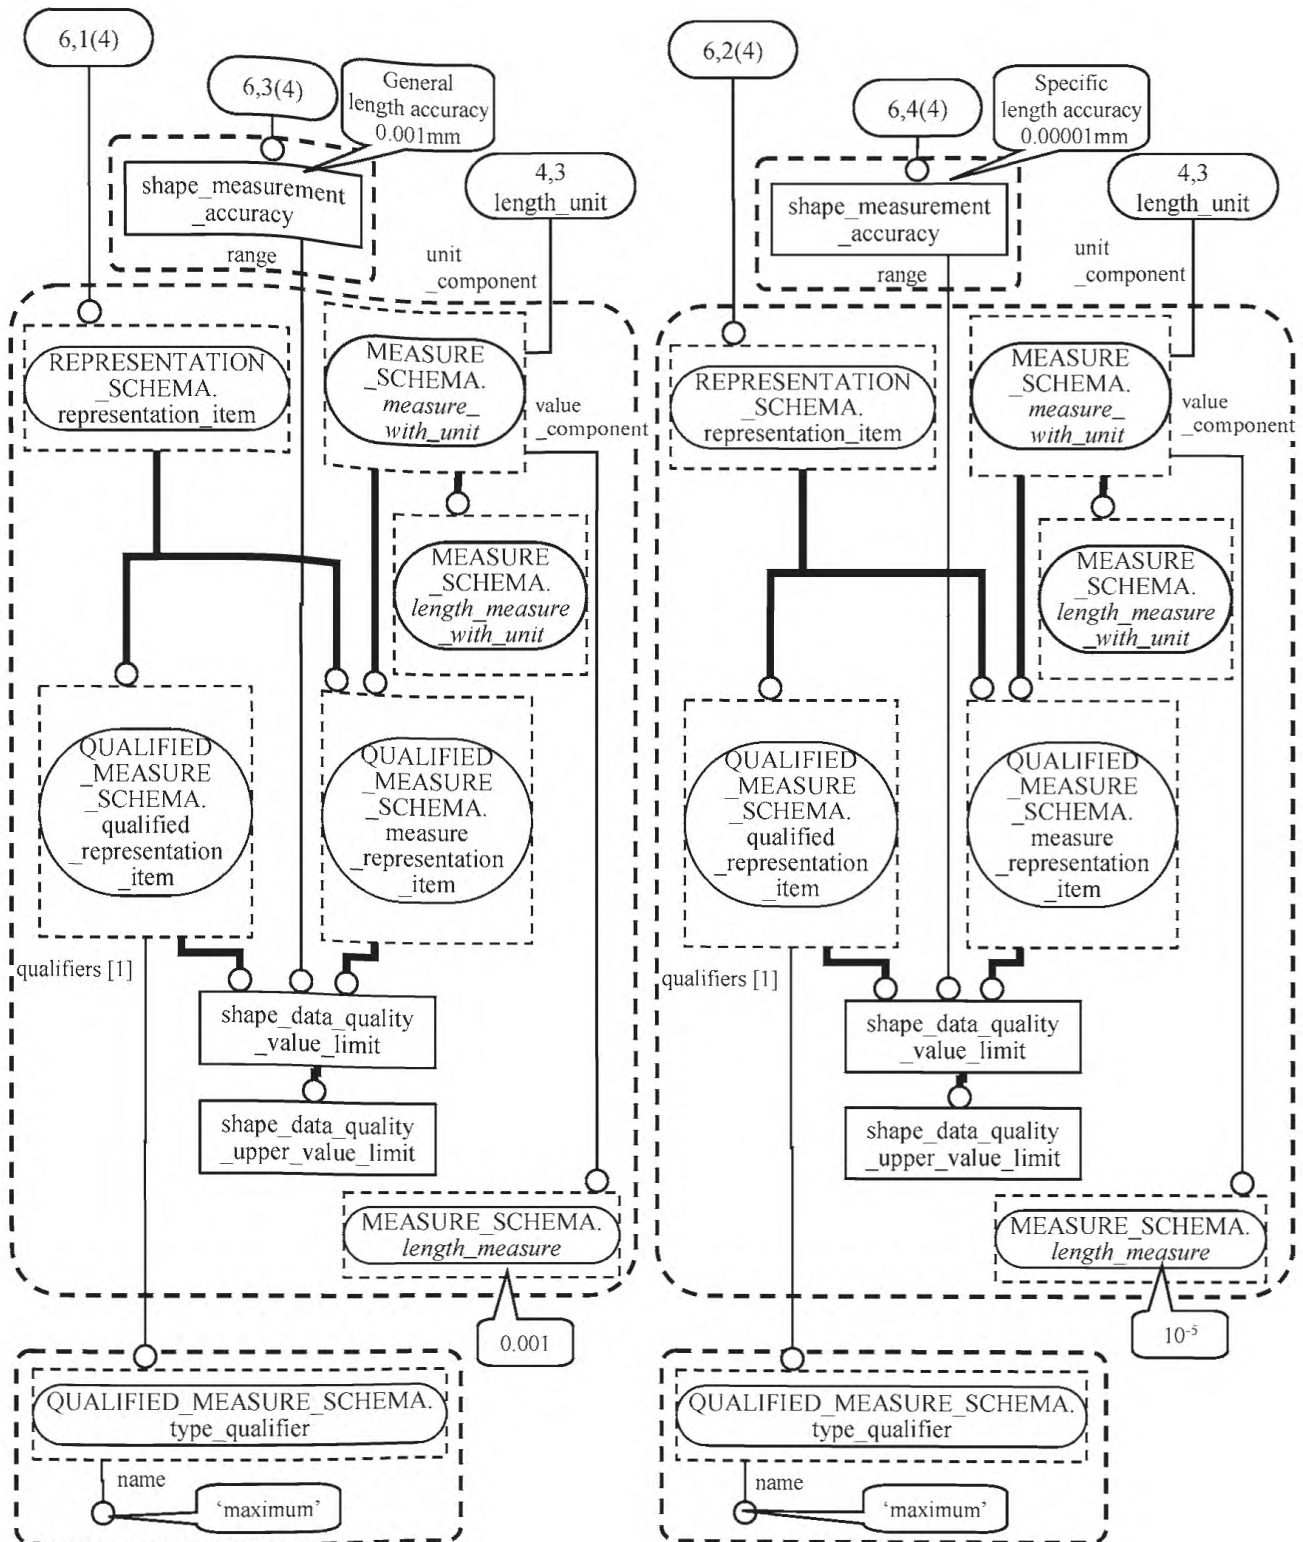 6,1(4)
6,3(4)
General
length accuracy
0.001mm
shape_measurement
_accuracy
range
4,3
length_unit
unit
_component
REPRESENTATION
_SCHEMA.
representation_item
MEASURE
_SCHEMA.
measure_
with_unit
value
_component
MEASURE
_SCHEMA.
length_measure
_with_unit
QUALIFIED
_MEASURE
_SCHEMA.
qualified
_representation
_item
QUALIFIED
_MEASURE
_SCHEMA.
measure
_representation
_item
qualifiers [1]
shape_data_quality
_value_limit
shape_data_quality
_upper_value_limit
MEASURE_SCHEMA.
length_measure
0.001
QUALIFIED_MEASURE_SCHEMA.
type_qualifier
name
‘maximum’
6,2(4)
6,4(4)
Specific
length accuracy
0.00001mm
shape_measurement
_accuracy
range
4,3
length_unit
unit
_component
REPRESENTATION
_SCHEMA.
representation_item
MEASURE
_SCHEMA.
measure_
with_unit
value
_component
MEASURE
_SCHEMA.
length_measure
_with_unit
QUALIFIED
_MEASURE
_SCHEMA.
qualified
_representation
_item
QUALIFIED
_MEASURE
_SCHEMA.
measure
_representation
_item
qualifiers [1]
shape_data_quality
_value_limit
shape_data_quality
_upper_value_limit
MEASURE_SCHEMA.
length_measure
10⁻⁵
QUALIFIED_MEASURE_SCHEMA.
type_qualifier
name
‘maximum’